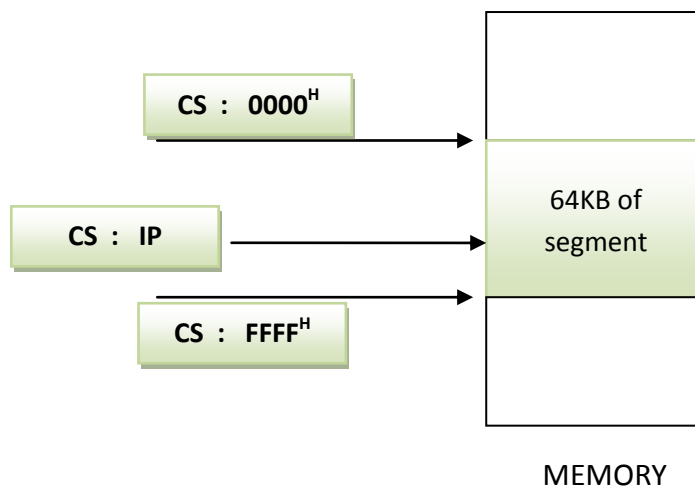 CS : 0000ᴴ
64KB of
segment
CS : IP
CS : FFFFᴴ
MEMORY